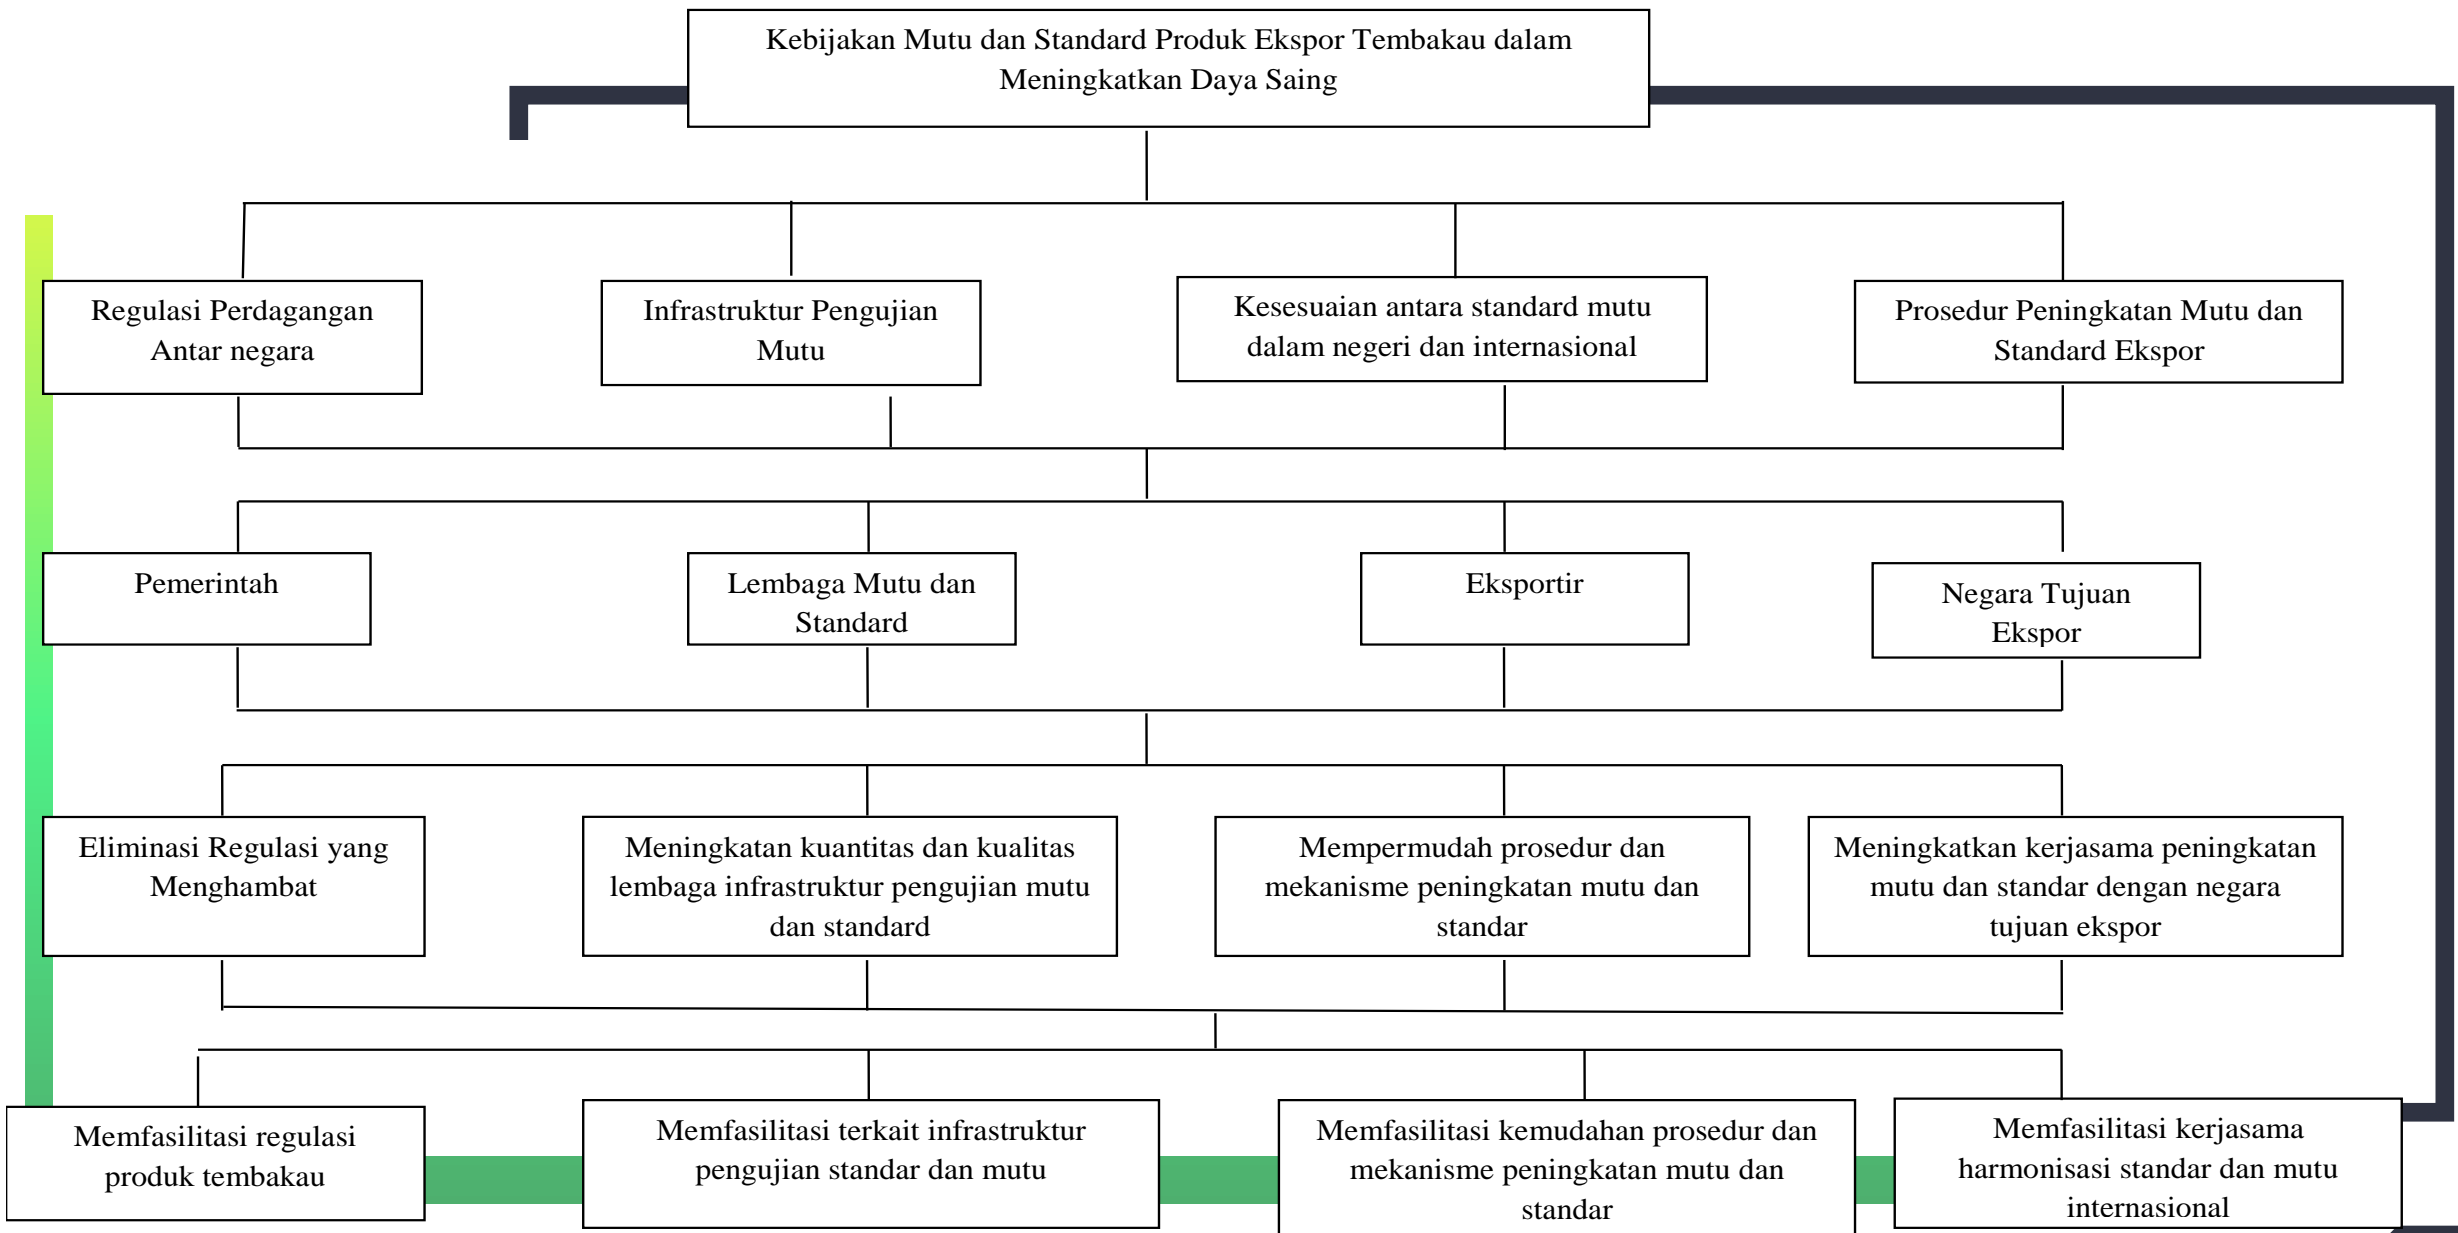 Kebijakan Mutu dan Standard Produk Ekspor Tembakau dalam
Meningkatkan Daya Saing
Regulasi Perdagangan
Antar negara
Infrastruktur Pengujian
Mutu
Kesesuaian antara standard mutu
dalam negeri dan internasional
Prosedur Peningkatan Mutu dan
Standard Ekspor
Pemerintah
Lembaga Mutu dan
Standard
Eksportir
Negara Tujuan
Ekspor
Eliminasi Regulasi yang
Menghambat
Meningkatan kuantitas dan kualitas
lembaga infrastruktur pengujian mutu
dan standard
Mempermudah prosedur dan
mekanisme peningkatan mutu dan
standar
Meningkatkan kerjasama peningkatan
mutu dan standar dengan negara
tujuan ekspor
Memfasilitasi regulasi
produk tembakau
Memfasilitasi terkait infrastruktur
pengujian standar dan mutu
Memfasilitasi kemudahan prosedur dan
mekanisme peningkatan mutu dan
standar
Memfasilitasi kerjasama
harmonisasi standar dan mutu
internasional